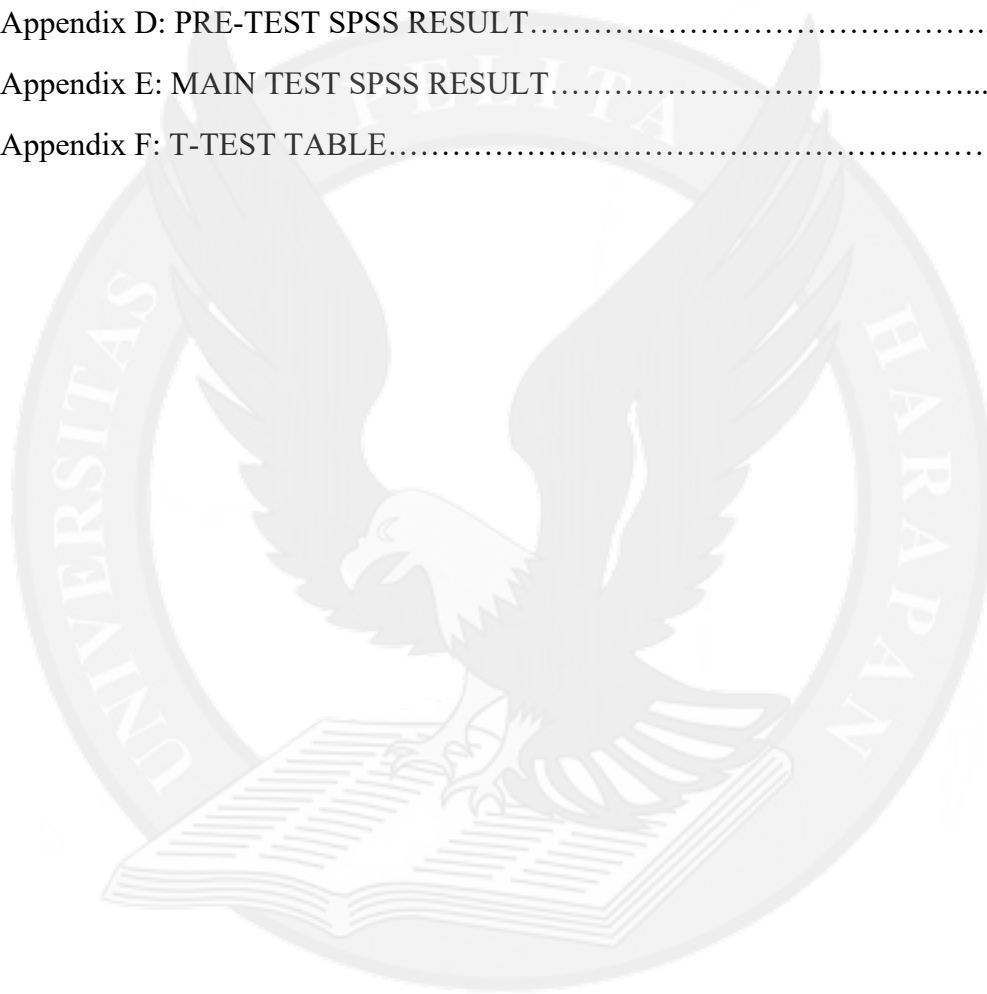 Appendix D: PRE-TEST SPSS RESULT…………………………………….
Appendix E: MAIN TEST SPSS RESULT…………………………………...
Appendix F: T-TEST TABLE…………………………………………………
UNIVERSITAS PELITA HARAPAN